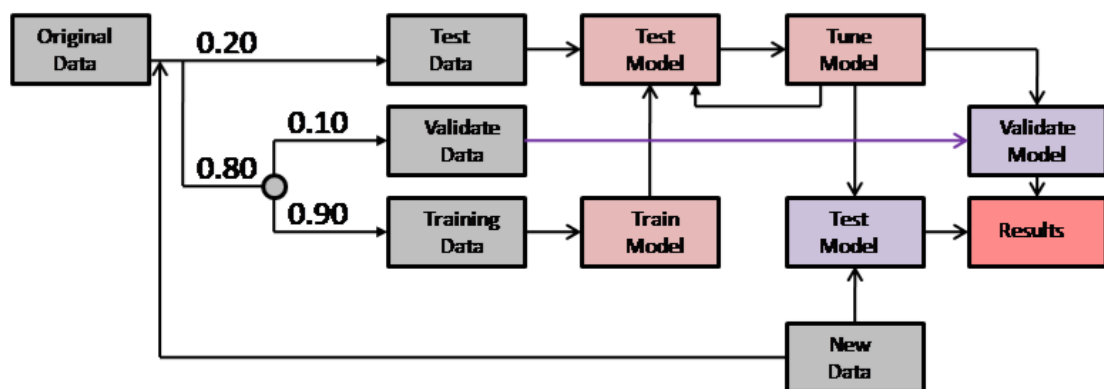 Original
Data
0.20
Test
Data
Test
Model
Tune
Model
0.10
Validate
Data
Validate
Model
0.80
0.90
Training
Data
Train
Model
Test
Model
Results
New
Data